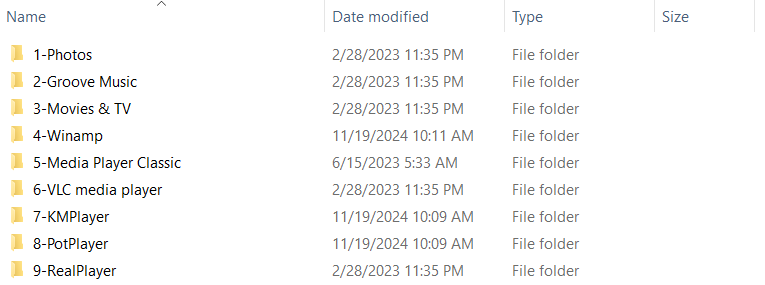 Name Date modified Type Size
1-Photos 2/28/2023 11:35 PM File folder
2-Groove Music 2/28/2023 11:35 PM File folder
3-Movies & TV 2/28/2023 11:35 PM File folder
4-Winamp 11/19/2024 10:11 AM File folder
5-Media Player Classic 6/15/2023 5:33 AM File folder
6-VLC media player 2/28/2023 11:35 PM File folder
7-KMPlayer 11/19/2024 10:09 AM File folder
8-PotPlayer 11/19/2024 10:09 AM File folder
9-RealPlayer 2/28/2023 11:35 PM File folder